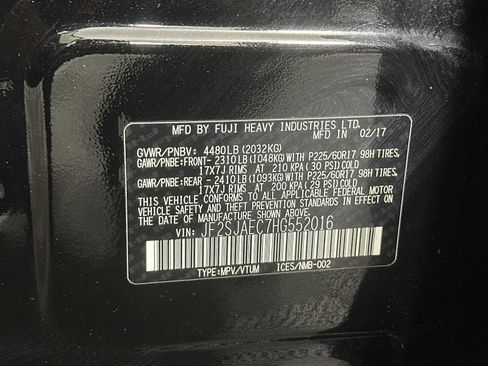 MFD BY FUJI HEAVY INDUSTRIES LTD.
MFD IN 02/17
GVWR/PNBV: 4480LB(2032KG)
GAWR/PNBE:FRONT-2310LB(1048KG)WITH P225/60R17 98H TIRES,
17X7J RIMS AT 210 KPA(30 PSI)COLD
GAWR/PNBE:REAR -2410LB(1093KG)WITH P225/60R17 98H TIRES,
17X7J RIMS AT 200 KPA(29 PSI)COLD
THIS VEHICLE CONFORMS TO ALL APPLICABLE FEDERAL MOTOR
VEHICLE SAFETY AND THEFT PREVENTION STANDARDS IN EFFECT
ON THE DATE OF MANUFACTURE SHOWN ABOVE.
VIN: JF2SJAEC7HG552016
TYPE:MPV/VTUM ICES/NMB-002